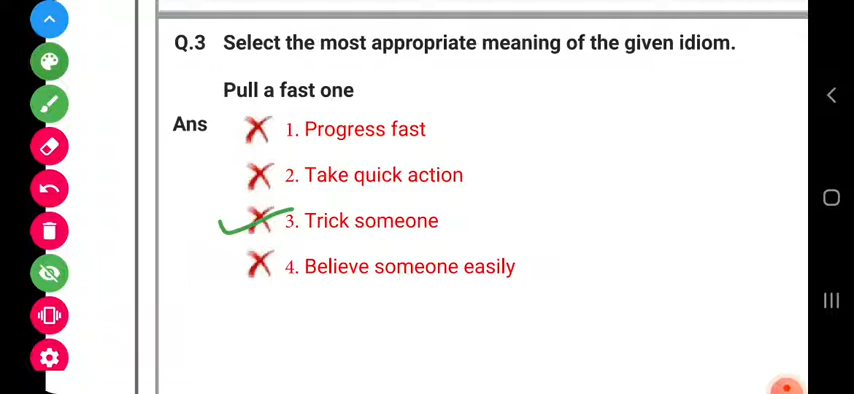 Q.3 Select the most appropriate meaning of the given idiom.
Pull a fast one
Ans 1. Progress fast
2. Take quick action
3. Trick someone
4. Believe someone easily